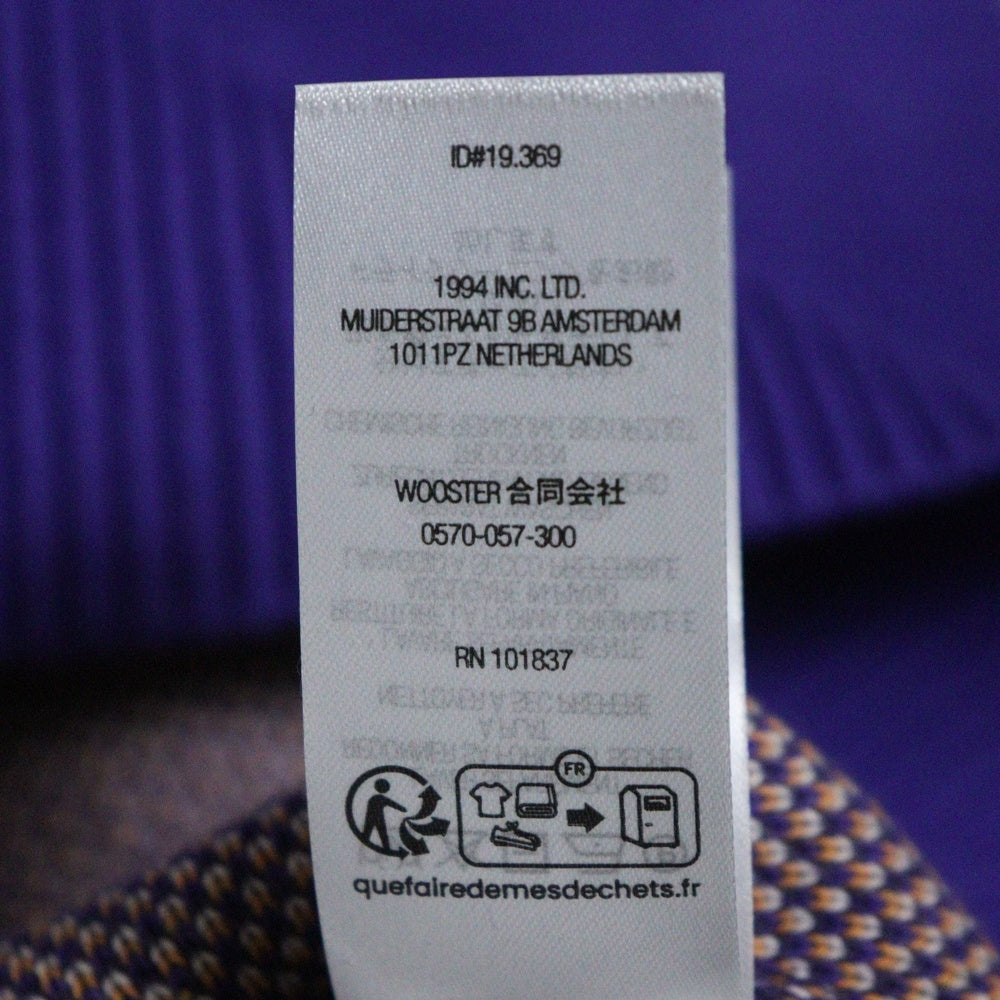 ID#19.369
1994 INC. LTD.
MUIDERSTRAAT 9B AMSTERDAM
1011PZ NETHERLANDS
WOOSTER 合同会社
0570-057-300
RN 101837
FR
quefairedemesdechets.fr